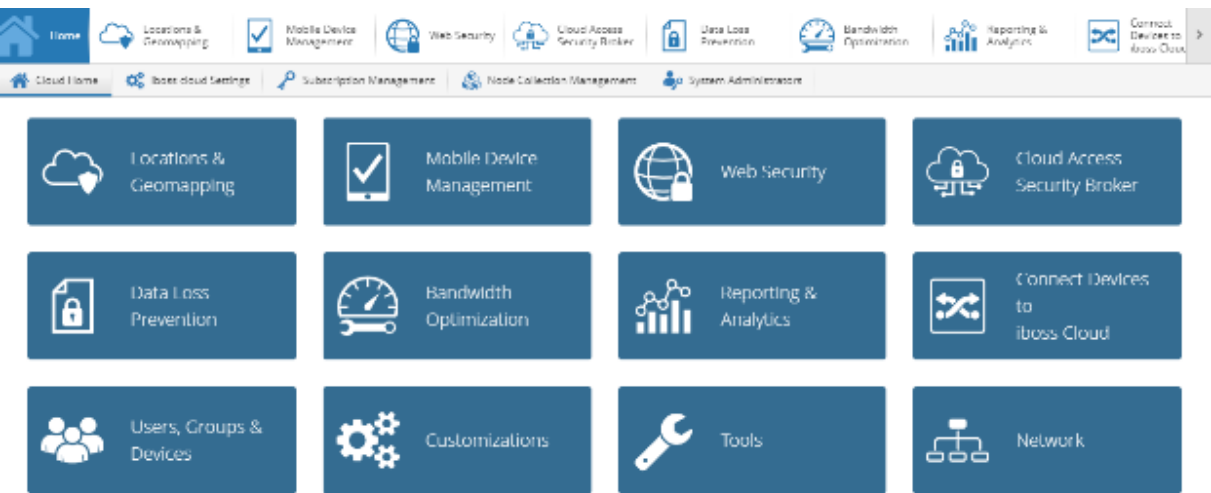 Home
Locations &
Geomapping
Mobile Device
Management
Web Security
Cloud Access
Security Broker
Data Loss
Prevention
Bandwidth
Optimization
Reporting &
Analytics
Connect
Devices to
iboss Cloud
Cloud Home
iboss cloud Settings
Subscription Management
Node Collection Management
System Administrators
Locations &
Geomapping
Mobile Device
Management
Web Security
Cloud Access
Security Broker
Data Loss
Prevention
Bandwidth
Optimization
Reporting &
Analytics
Connect Devices
to
iboss Cloud
Users, Groups &
Devices
Customizations
Tools
Network